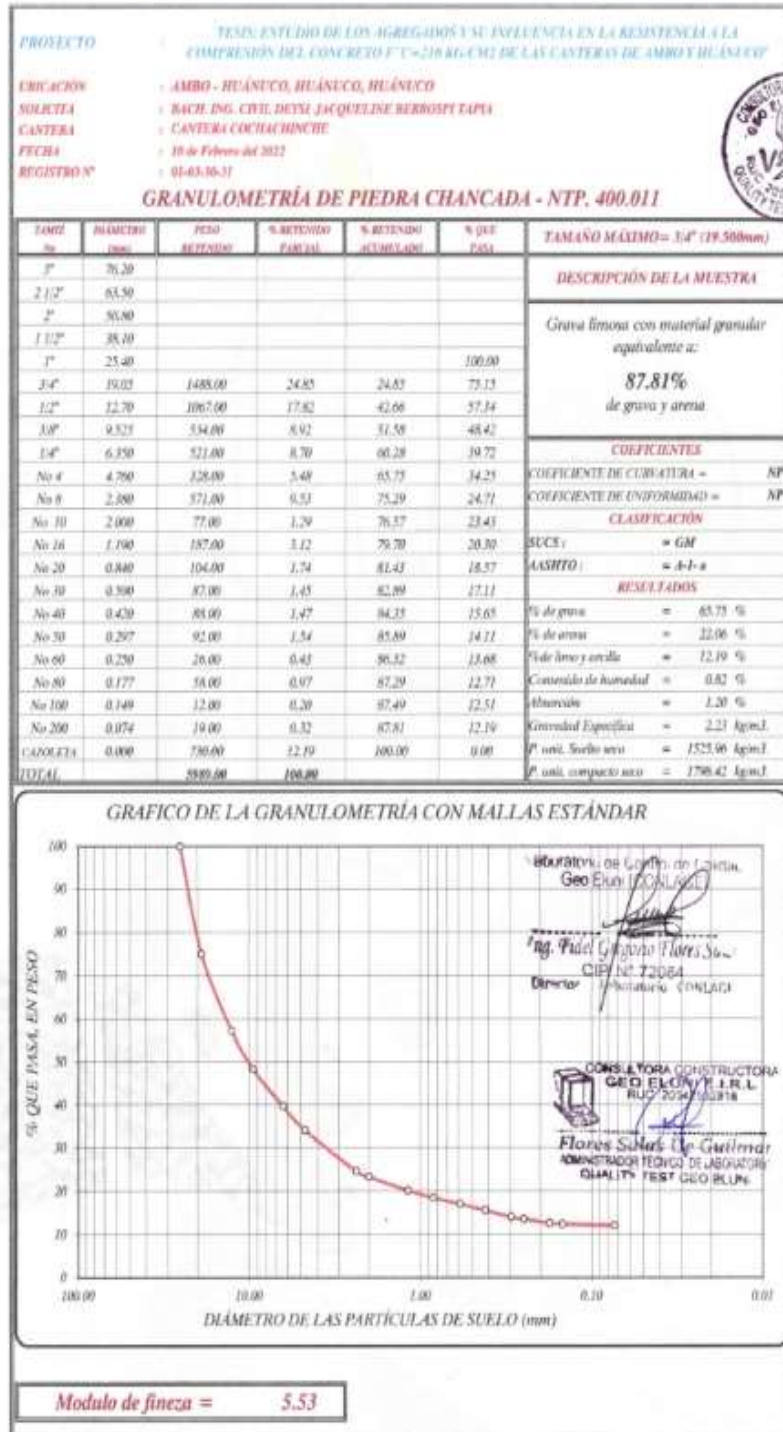 PROYECTO : TESIS: ESTUDIO DE LOS AGREGADOS Y SU INFLUENCIA EN LA RESISTENCIA A LA
COMPRESIÓN DEL CONCRETO F'C=210 KG/CM2 DE LAS CANTERAS DE AMBO Y HUÁNUCO"
UBICACIÓN : AMBO - HUÁNUCO, HUÁNUCO, HUÁNUCO
SOLICITA : BACH. ING. CIVIL DEYSI JACQUELINE BERROSPI TAPIA
CANTERA : CANTERA COCHACHINCHE
FECHA : 10 de Febrero del 2022
REGISTRO N° : 01-03-30-31
GRANULOMETRÍA DE PIEDRA CHANCADA - NTP. 400.011
TAMIZ DIÁMETRO PESO % RETENIDO % RETENIDO % QUE
No (mm) RETENIDO PARCIAL ACUMULADO PASA
3" 76.20
2 1/2" 63.50
2" 50.80
1 1/2" 38.10
1" 25.40 100.00
3/4" 19.05 1488.00 24.85 24.85 75.15
1/2" 12.70 1067.00 17.82 42.66 57.34
3/8" 9.525 534.00 8.92 51.58 48.42
1/4" 6.350 521.00 8.70 60.28 39.72
No 4 4.760 328.00 5.48 65.75 34.25
No 8 2.380 571.00 9.53 75.29 24.71
No 10 2.000 77.00 1.29 76.57 23.43
No 16 1.190 187.00 3.12 79.70 20.30
No 20 0.840 104.00 1.74 81.43 18.57
No 30 0.590 87.00 1.45 82.89 17.11
No 40 0.420 88.00 1.47 84.35 15.65
No 50 0.297 92.00 1.54 85.89 14.11
No 60 0.250 26.00 0.43 86.32 13.68
No 80 0.177 58.00 0.97 87.29 12.71
No 100 0.149 12.00 0.20 87.49 12.51
No 200 0.074 19.00 0.32 87.81 12.19
CAZOLETA 0.000 730.00 12.19 100.00 0.00
TOTAL 5989.00 100.00
TAMAÑO MÁXIMO= 3/4" (19.500mm)
DESCRIPCIÓN DE LA MUESTRA
Grava limosa con material granular
equivalente a:
87.81%
de grava y arena
COEFICIENTES
COEFICIENTE DE CURVATURA = NP
COEFICIENTE DE UNIFORMIDAD = NP
CLASIFICACIÓN
SUCS : = GM
AASHTO : = A-1-a
RESULTADOS
% de grava = 65.75 %
% de arena = 22.06 %
% de limo y arcilla = 12.19 %
Contenido de humedad = 0.82 %
Absorción = 1.20 %
Gravedad Específica = 2.23 kg/m3.
P. unit. Suelto seco = 1525.96 kg/m3.
P. unit. compacto seco = 1796.42 kg/m3.
GRAFICO DE LA GRANULOMETRÍA CON MALLAS ESTÁNDAR
100
90
80
70
60
50
40
30
20
10
0
% QUE PASA, EN PESO
100.00 10.00 1.00 0.10 0.01
DIÁMETRO DE LAS PARTÍCULAS DE SUELO (mm)
Geo Elun
Ing. Fidel Gregorio Flores
CIP N° 72064
Director Laboratorio CONLAGE
CONSULTORA CONSTRUCTORA
GEO ELUN E.I.R.L.
RUC
Flores Salas De Guilmar
ADMINISTRADOR TECNICO DE LABORATORIO
QUALITY TEST GEO ELUN
Modulo de fineza = 5.53